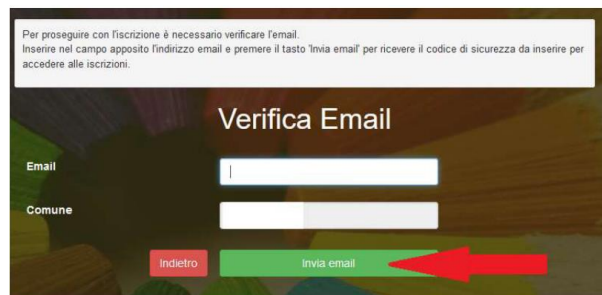 Per proseguire con l'iscrizione è necessario verificare l'email.
Inserire nel campo apposito l'indirizzo email e premere il tasto 'Invia email' per ricevere il codice di sicurezza da inserire per
accedere alle iscrizioni.
Verifica Email
Email
Comune
Indietro
Invia email